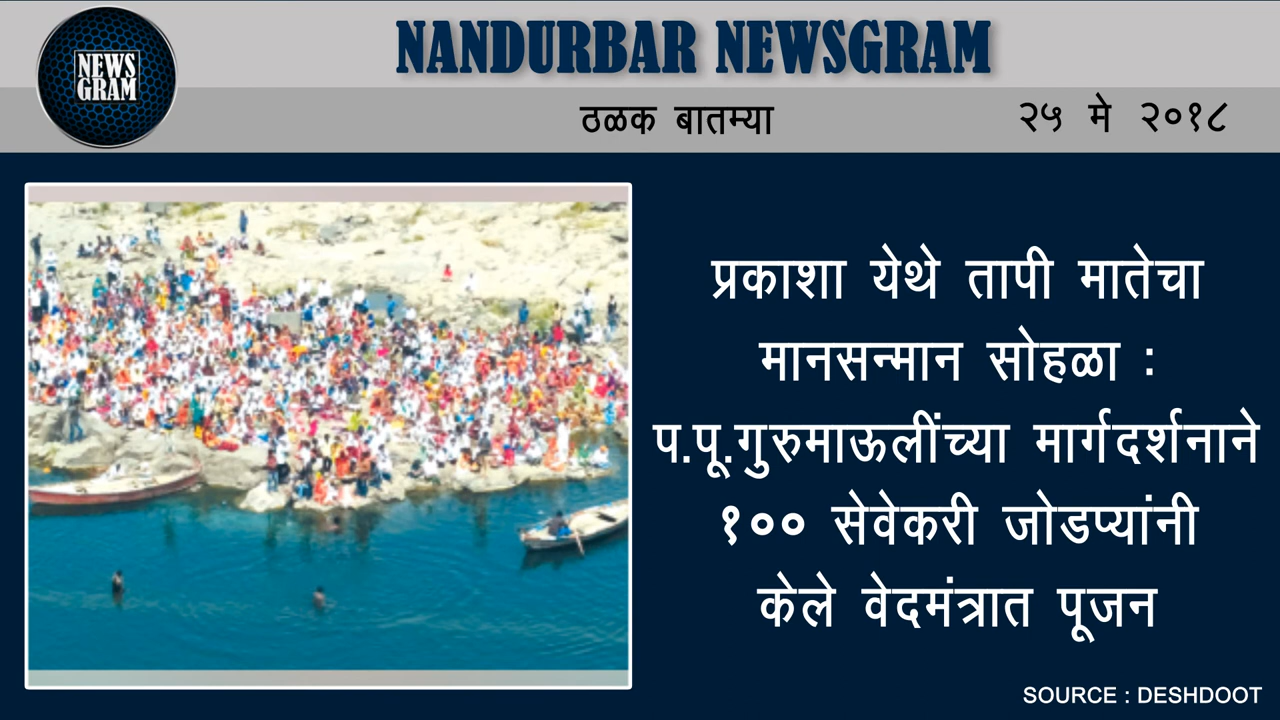 NEWS
GRAM
NANDURBAR NEWSGRAM
ठळक बातम्या
२५ मे २०१८
प्रकाशा येथे तापी मातेचा
मानसन्मान सोहळा :
प.पू.गुरुमाऊलींच्या मार्गदर्शनाने
१०० सेवेकरी जोडप्यांनी
केले वेदमंत्रात पूजन
SOURCE : DESHDOOT